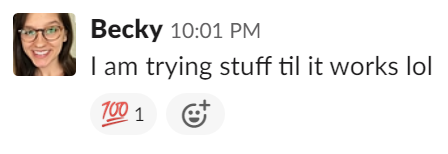 Becky 10:01 PM
I am trying stuff til it works lol
💯 1